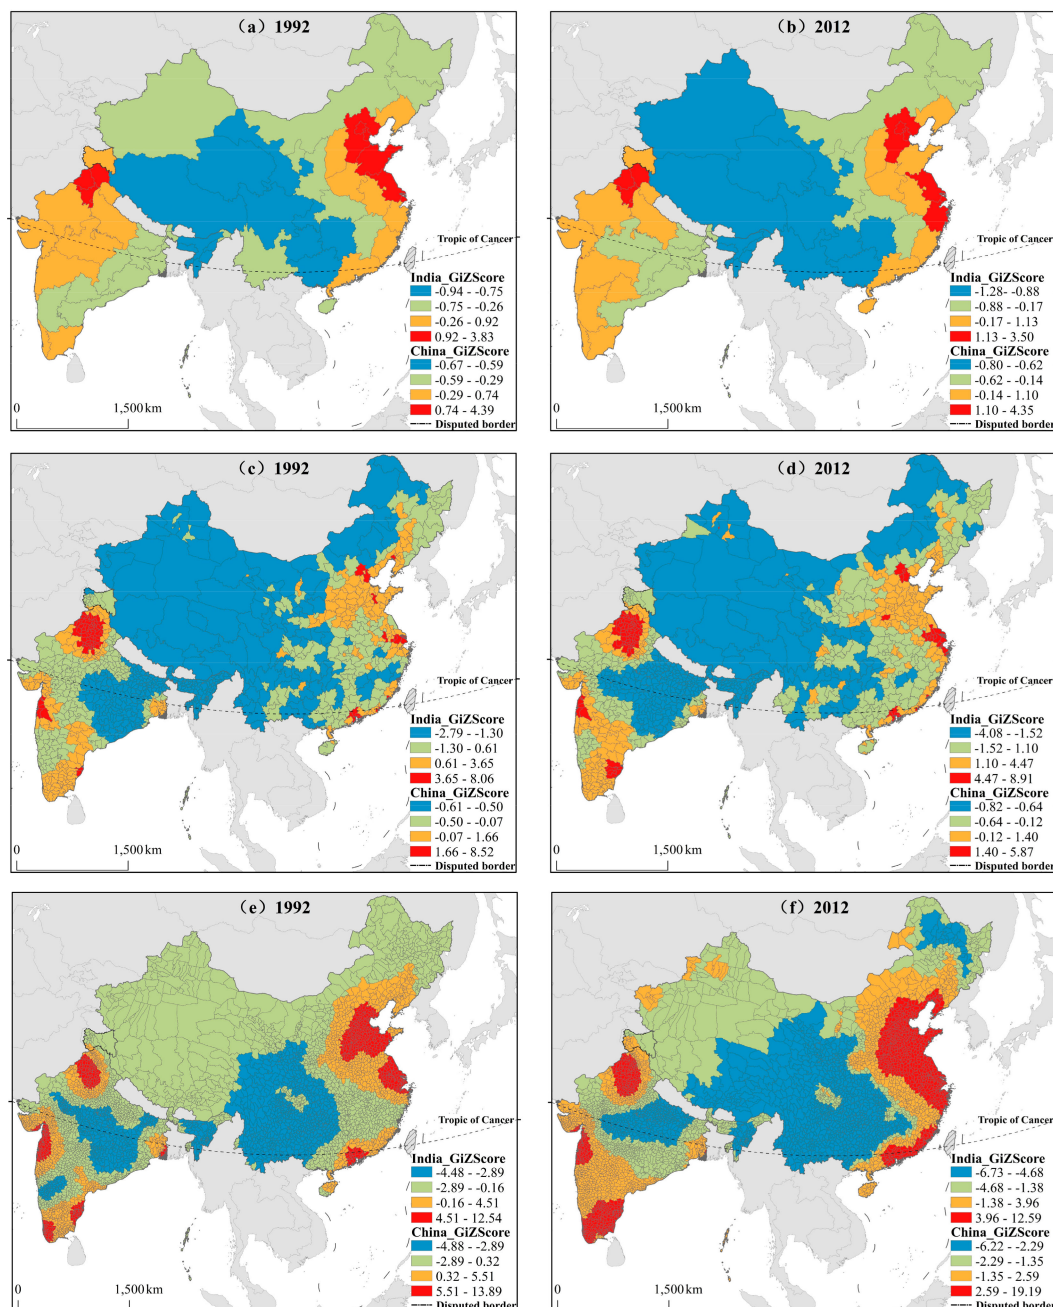 （a）1992
Tropic of Cancer
India_GiZScore
-0.94 - -0.75
-0.75 - -0.26
-0.26 - 0.92
0.92 - 3.83
China_GiZScore
-0.67 - -0.59
-0.59 - -0.29
-0.29 - 0.74
0.74 - 4.39
Disputed border
0 1,500km
（b）2012
Tropic of Cancer
India_GiZScore
-1.28- -0.88
-0.88 - -0.17
-0.17 - 1.13
1.13 - 3.50
China_GiZScore
-0.80 - -0.62
-0.62 - -0.14
-0.14 - 1.10
1.10 - 4.35
Disputed border
0 1,500km
（c）1992
Tropic of Cancer
India_GiZScore
-2.79 - -1.30
-1.30 - 0.61
0.61 - 3.65
3.65 - 8.06
China_GiZScore
-0.61 - -0.50
-0.50 - -0.07
-0.07 - 1.66
1.66 - 8.52
Disputed border
0 1,500km
（d）2012
Tropic of Cancer
India_GiZScore
-4.08 - -1.52
-1.52 - 1.10
1.10 - 4.47
4.47 - 8.91
China_GiZScore
-0.82 - -0.64
-0.64 - -0.12
-0.12 - 1.40
1.40 - 5.87
Disputed border
0 1,500km
（e）1992
Tropic of Cancer
India_GiZScore
-4.48 - -2.89
-2.89 - -0.16
-0.16 - 4.51
4.51 - 12.54
China_GiZScore
-4.88 - -2.89
-2.89 - 0.32
0.32 - 5.51
5.51 - 13.89
Disputed border
0 1,500km
（f）2012
Tropic of Cancer
India_GiZScore
-6.73 - -4.68
-4.68 - -1.38
-1.38 - 3.96
3.96 - 12.59
China_GiZScore
-6.22 - -2.29
-2.29 - -1.35
-1.35 - 2.59
2.59 - 19.19
Disputed border
0 1,500km